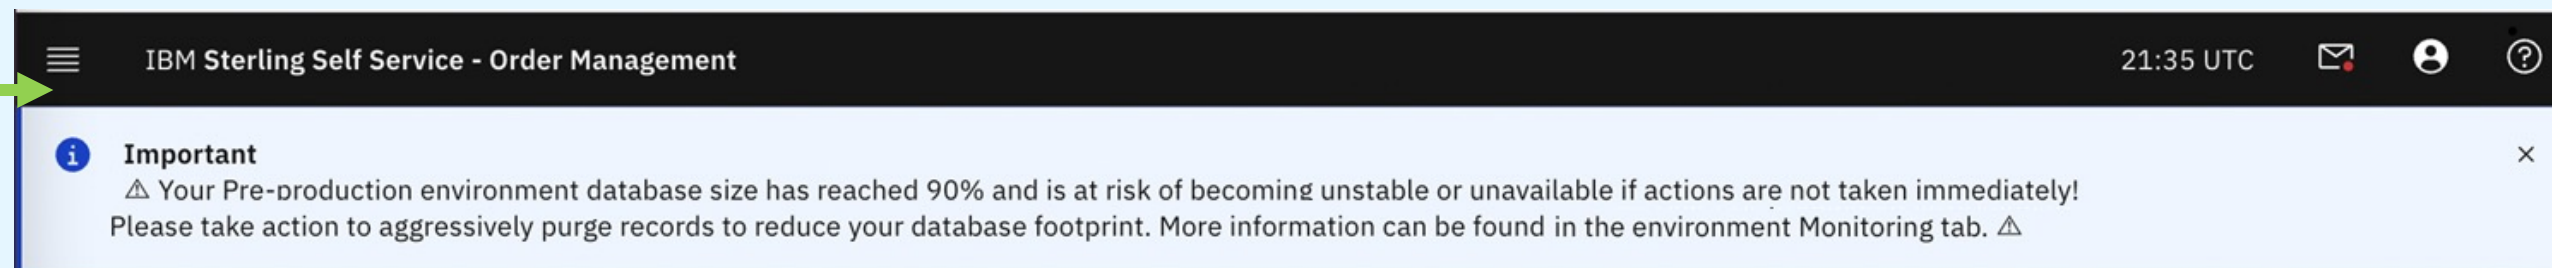 IBM Sterling Self Service - Order Management
21:35 UTC
Important
⚠ Your Pre-production environment database size has reached 90% and is at risk of becoming unstable or unavailable if actions are not taken immediately!
Please take action to aggressively purge records to reduce your database footprint. More information can be found in the environment Monitoring tab. ⚠